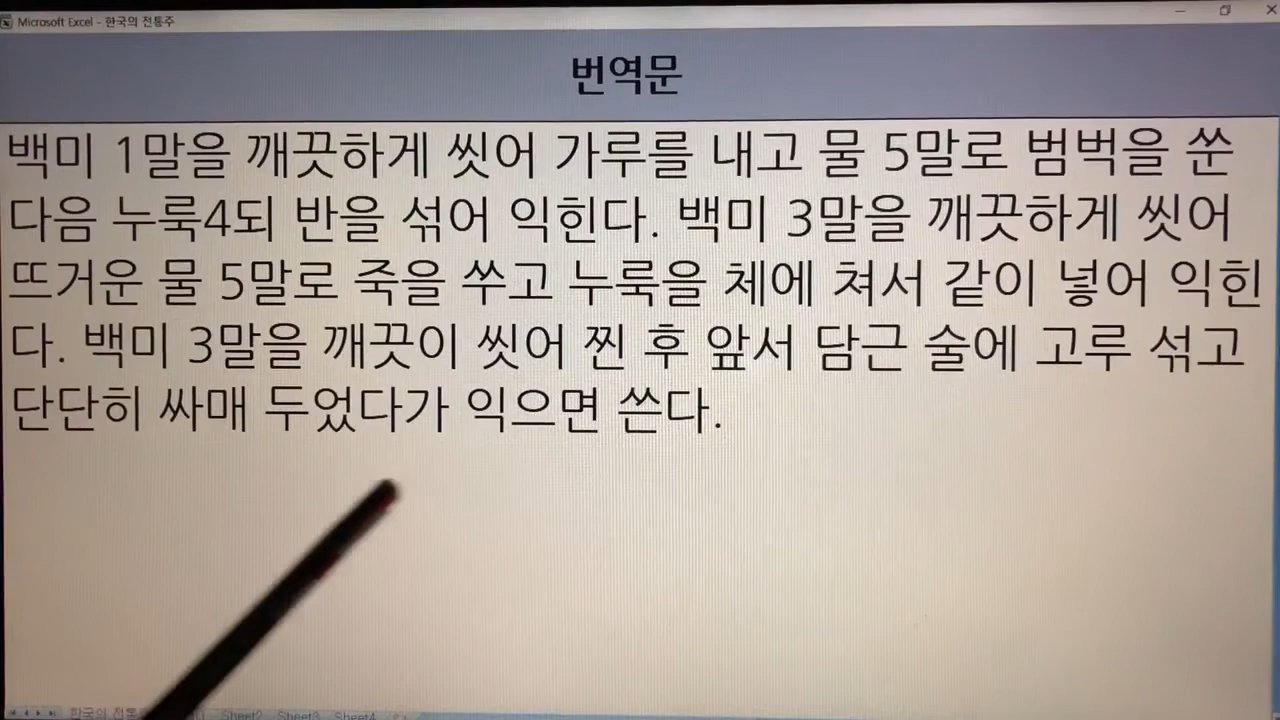 Microsoft Excel - 한국의 전통주
번역문
백미 1말을 깨끗하게 씻어 가루를 내고 물 5말로 범벅을 쑨
다음 누룩4되 반을 섞어 익힌다. 백미 3말을 깨끗하게 씻어
뜨거운 물 5말로 죽을 쑤고 누룩을 체에 쳐서 같이 넣어 익힌
다. 백미 3말을 깨끗이 씻어 찐 후 앞서 담근 술에 고루 섞고
단단히 싸매 두었다가 익으면 쓴다.
한국의 Sheet2 Sheet3 Sheet4